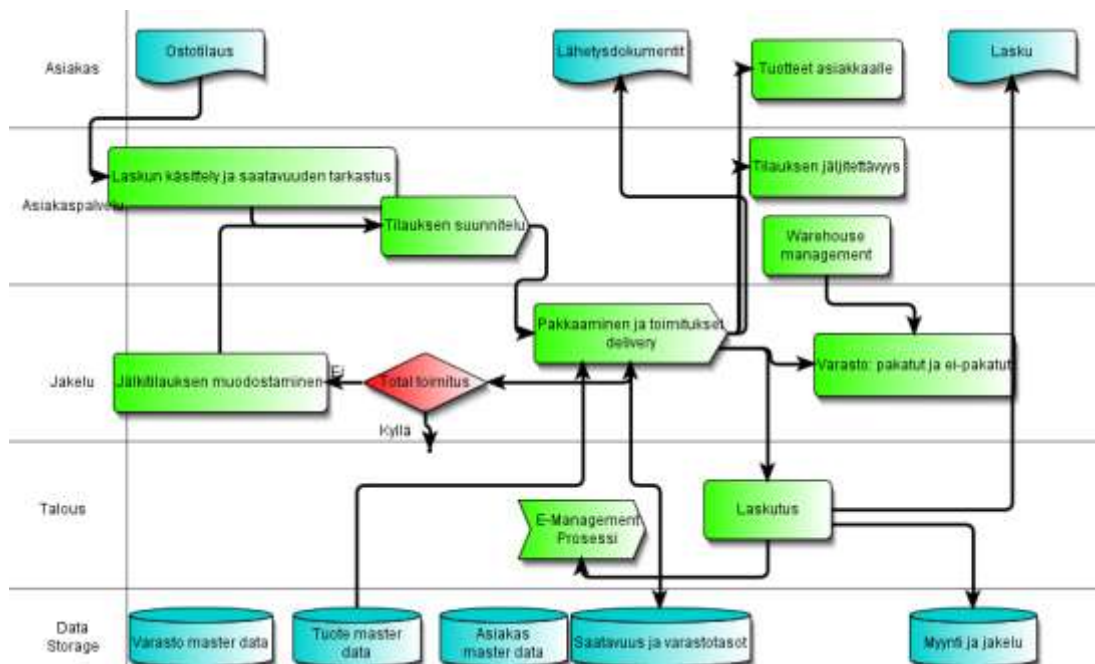 Asiakas
Ostotilaus
Lähetysdokumentit
Tuotteet asiakkaalle
Lasku
Asiakaspalvelu
Laskun käsittely ja saatavuuden tarkastus
Tilauksen jäljitettävyys
Tilauksen suunnitelu
Warehouse
management
Jakelu
Pakkaaminen ja toimitukset
delivery
Jälkitilauksen muodostaminen
Ei
Total toimitus
Varasto: pakatut ja ei-pakatut
Kyllä
Talous
E-Management
Prosessi
Laskutus
Data
Storage
Varasto master data
Tuote master
data
Asiakas
master data
Saatavuus ja varastotasot
Myynti ja jakelu